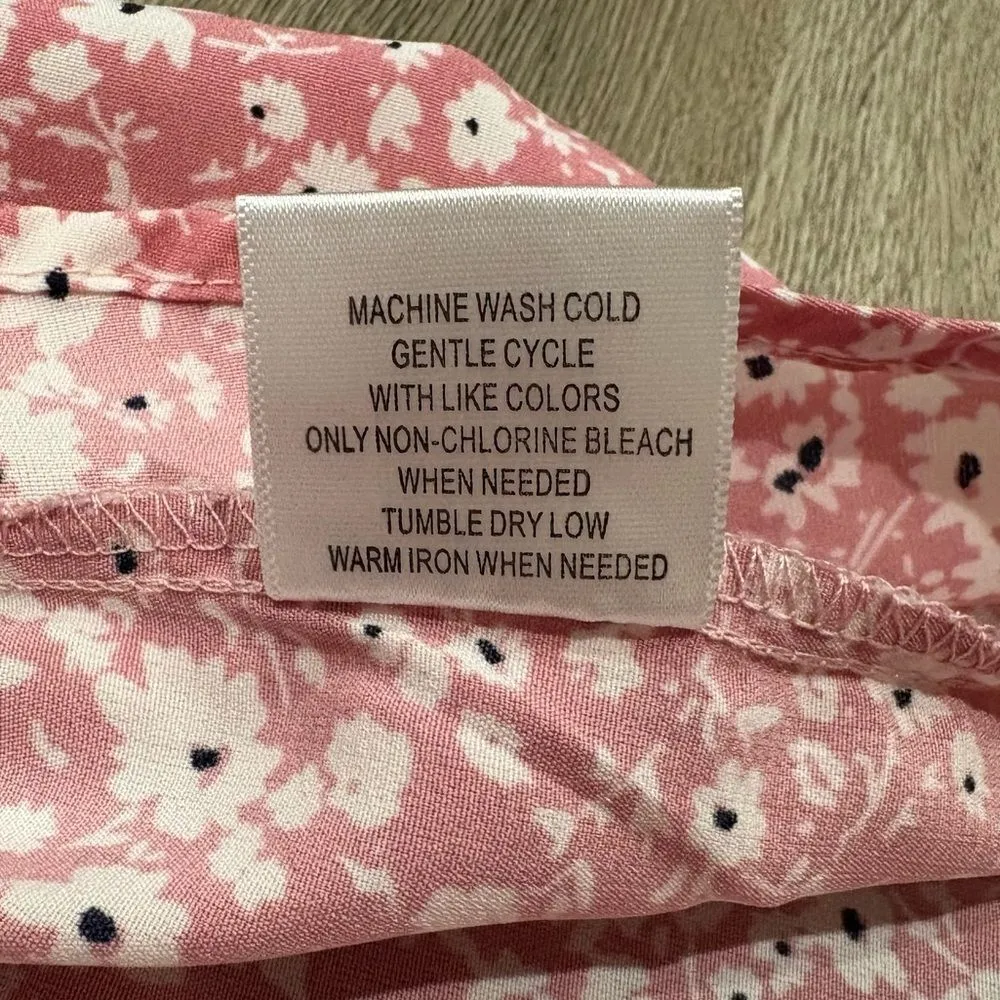 MACHINE WASH COLD
GENTLE CYCLE
WITH LIKE COLORS
ONLY NON-CHLORINE BLEACH
WHEN NEEDED
TUMBLE DRY LOW
WARM IRON WHEN NEEDED